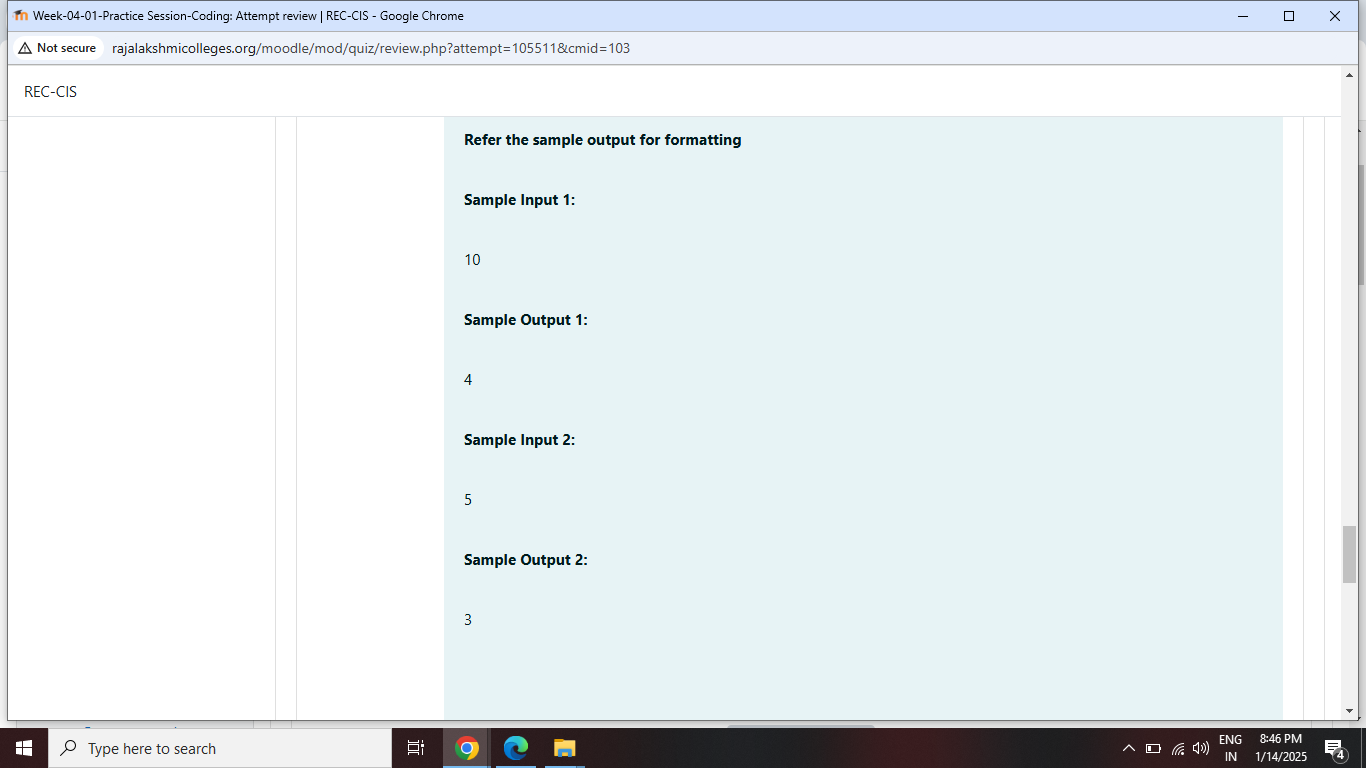 Week-04-01-Practice Session-Coding: Attempt review | REC-CIS - Google Chrome
Not secure rajalakshmicolleges.org/moodle/mod/quiz/review.php?attempt=105511&cmid=103
REC-CIS
Refer the sample output for formatting
Sample Input 1:
10
Sample Output 1:
4
Sample Input 2:
5
Sample Output 2:
3
Type here to search
ENG
IN
8:46 PM
1/14/2025
4